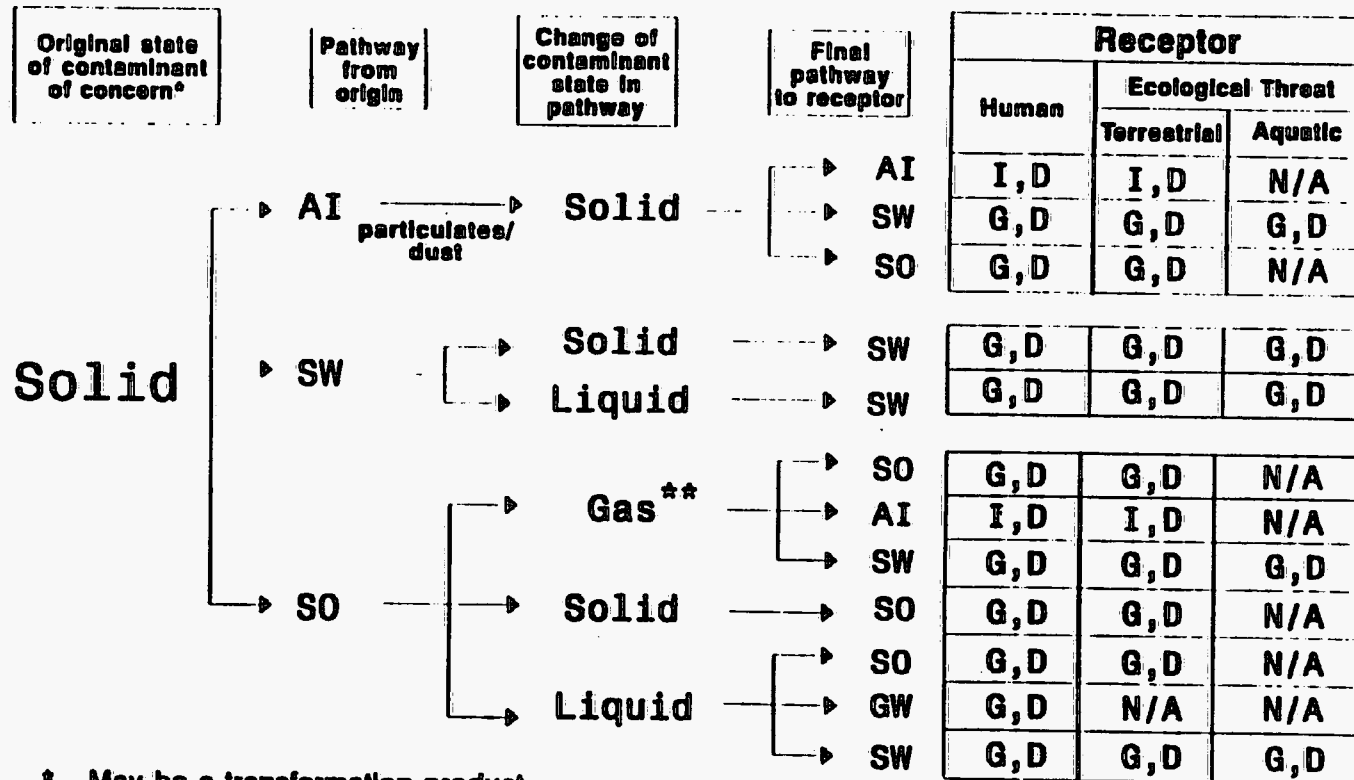 Original state
of contaminant
of concern*
Pathway
from
origin
Change of
contaminant
state in
pathway
Final
pathway
to receptor
Receptor
Human
Ecological Threat
Terrestrial
Aquatic
Solid
AI
particulates/
dust
Solid
AI I,D I,D N/A
SW G,D G,D G,D
SO G,D G,D N/A
SW
Solid SW G,D G,D G,D
Liquid SW G,D G,D G,D
SO
Gas**
SO G,D G,D N/A
AI I,D I,D N/A
SW G,D G,D G,D
Solid SO G,D G,D N/A
Liquid
SO G,D G,D N/A
GW G,D N/A N/A
SW G,D G,D G,D
* May be a transformation product